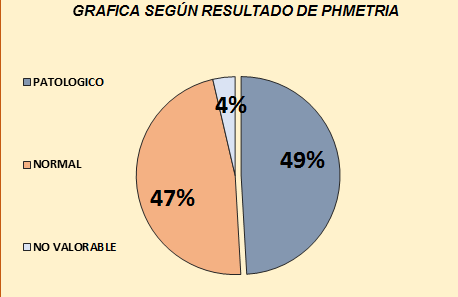 GRAFICA SEGÚN RESULTADO DE PHMETRIA
PATOLOGICO
NORMAL
NO VALORABLE
4%
49%
47%